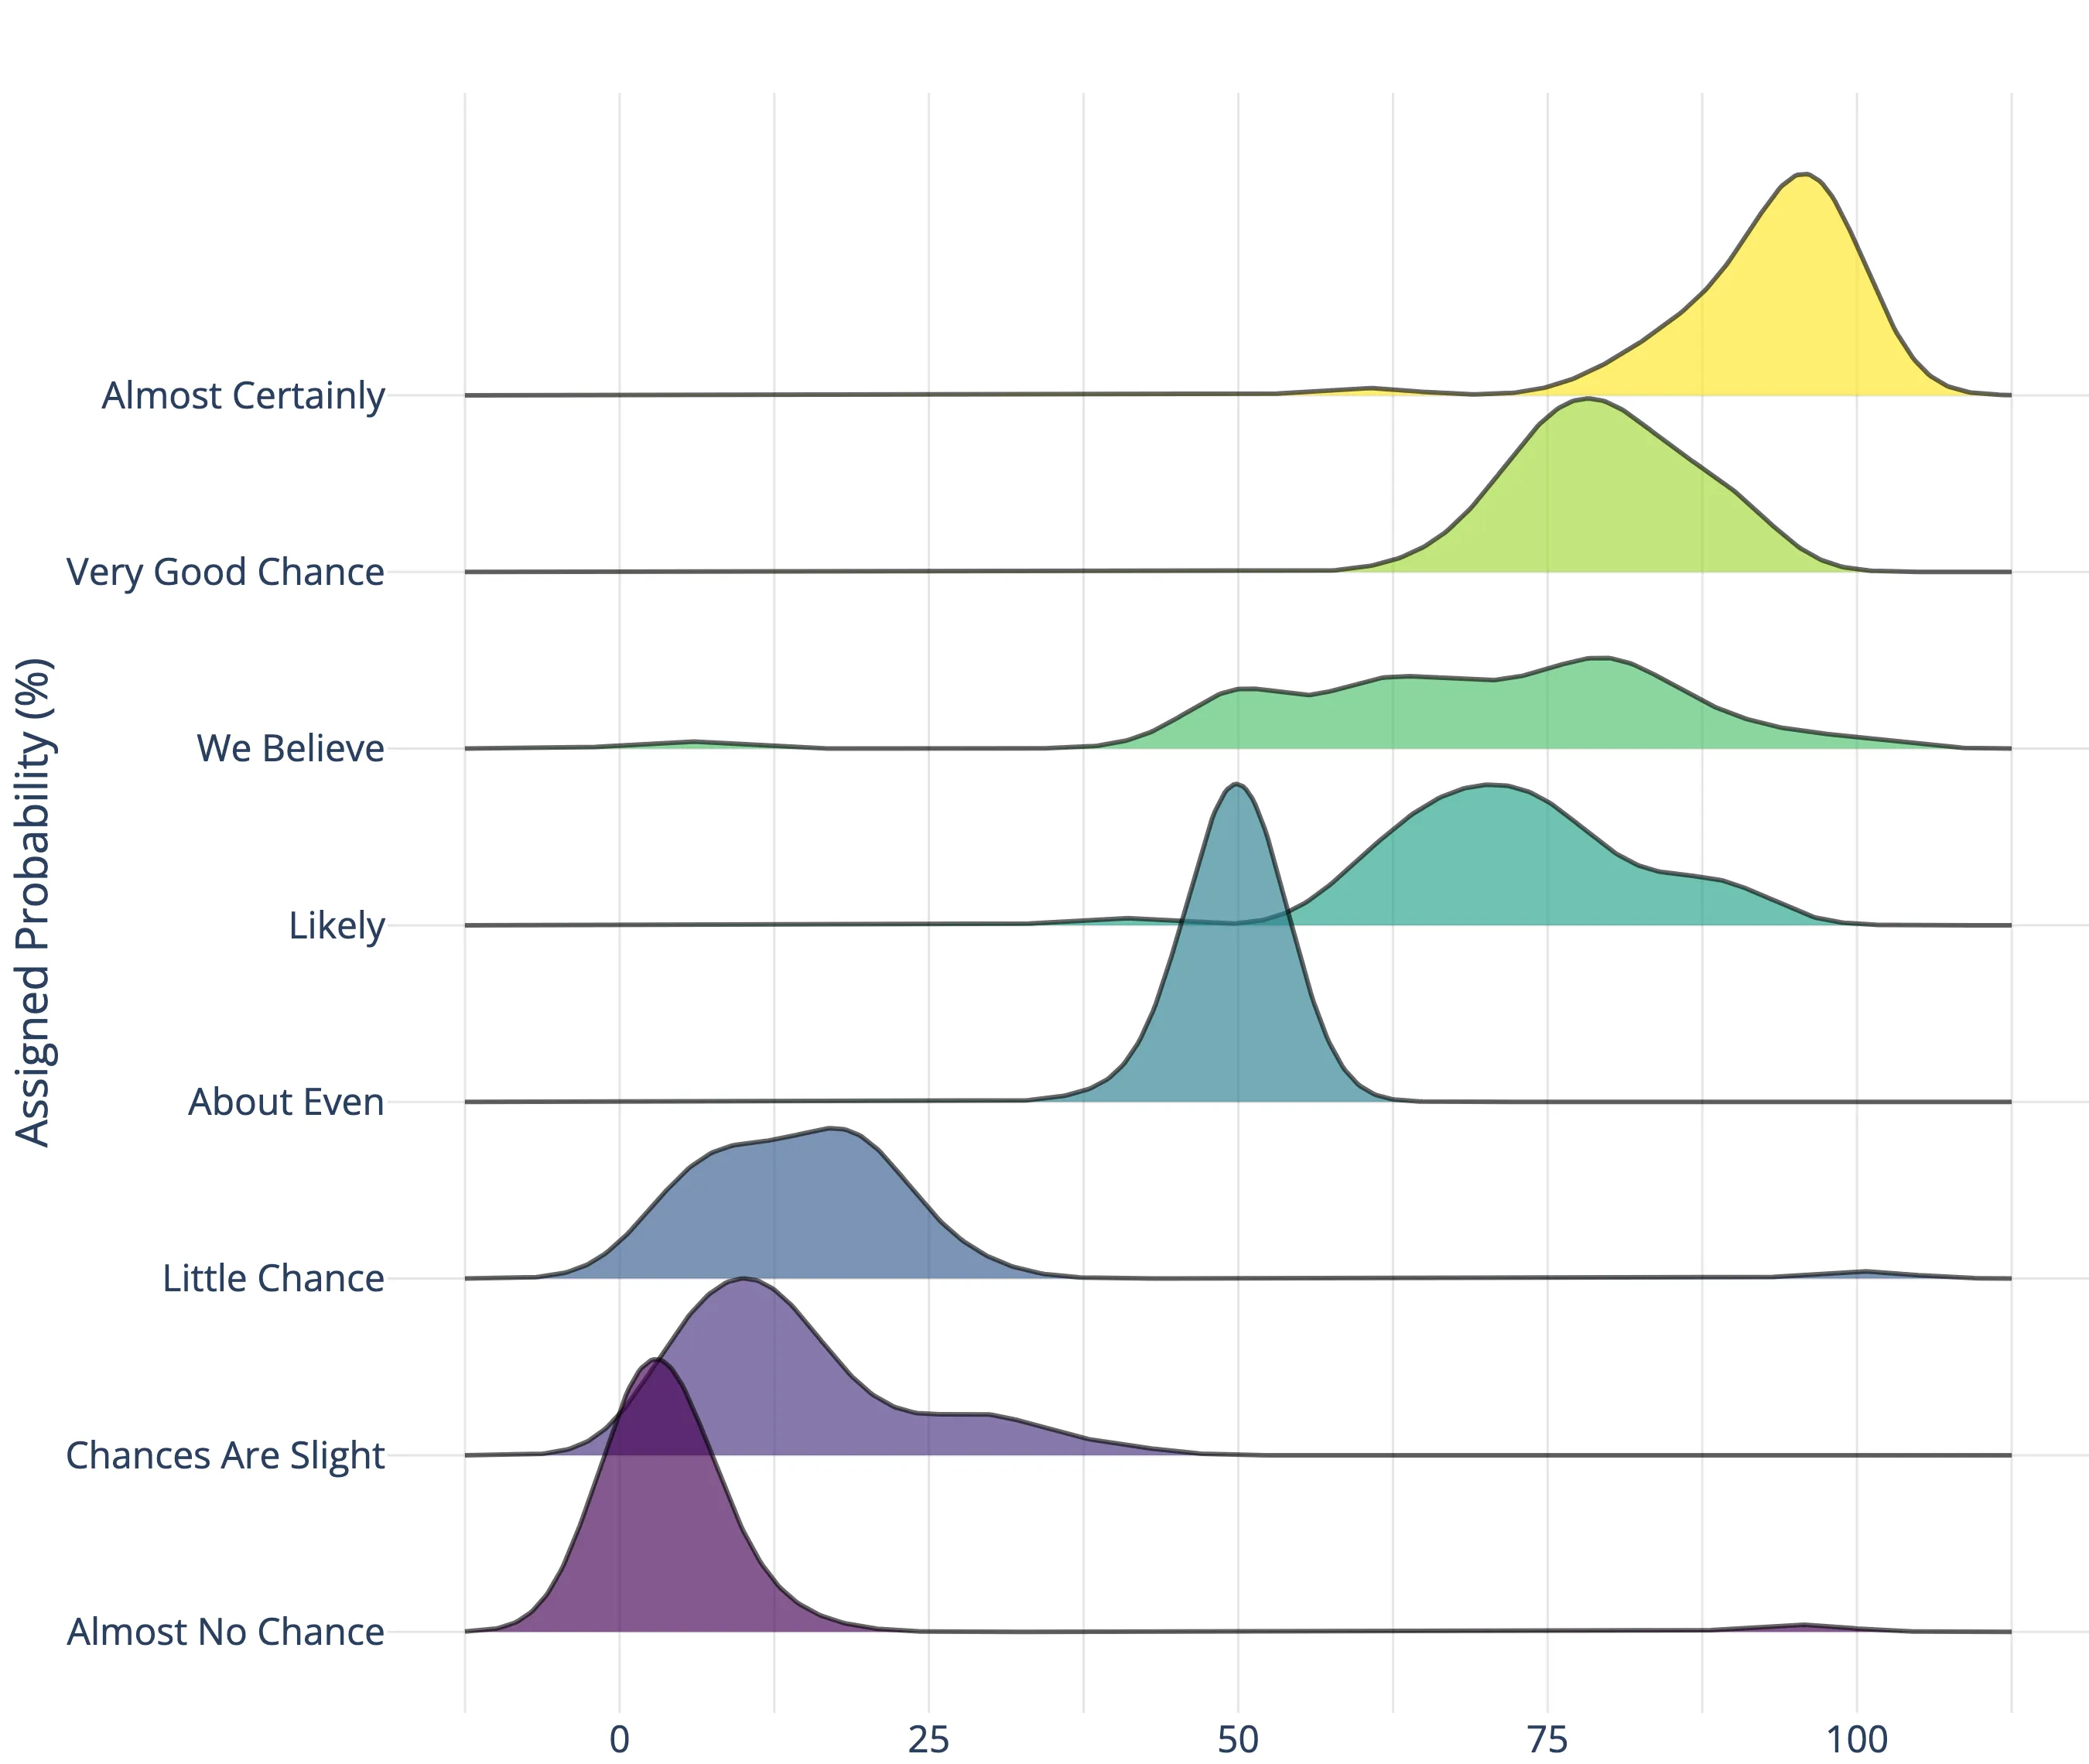 Assigned Probability (%)
Almost Certainly
Very Good Chance
We Believe
Likely
About Even
Little Chance
Chances Are Slight
Almost No Chance
0 25 50 75 100